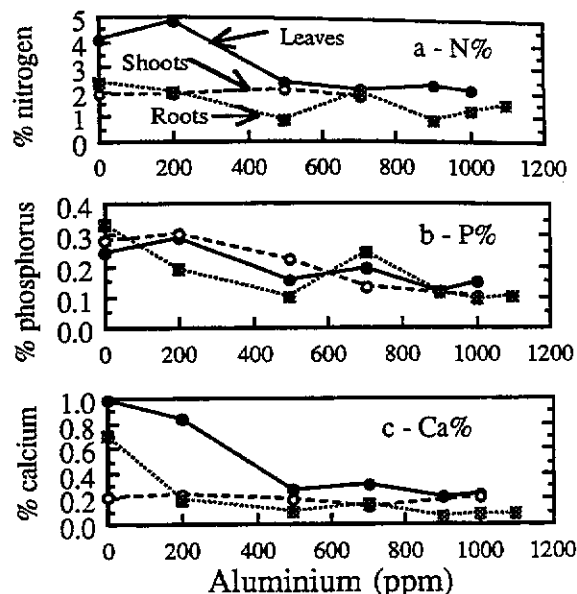 5
4
3
2
1
0
% nitrogen
Leaves
Shoots
Roots
a - N%
0 200 400 600 800 1000 1200
0.4
0.3
0.2
0.1
0.0
% phosphorus
b - P%
0 200 400 600 800 1000 1200
1.0
0.8
0.6
0.4
0.2
0.0
% calcium
c - Ca%
0 200 400 600 800 1000 1200
Aluminium (ppm)